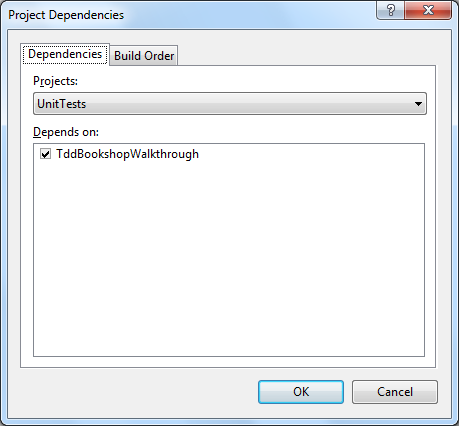 Project Dependencies
?
Dependencies
Build Order
Projects:
UnitTests
Depends on:
TddBookshopWalkthrough
OK
Cancel